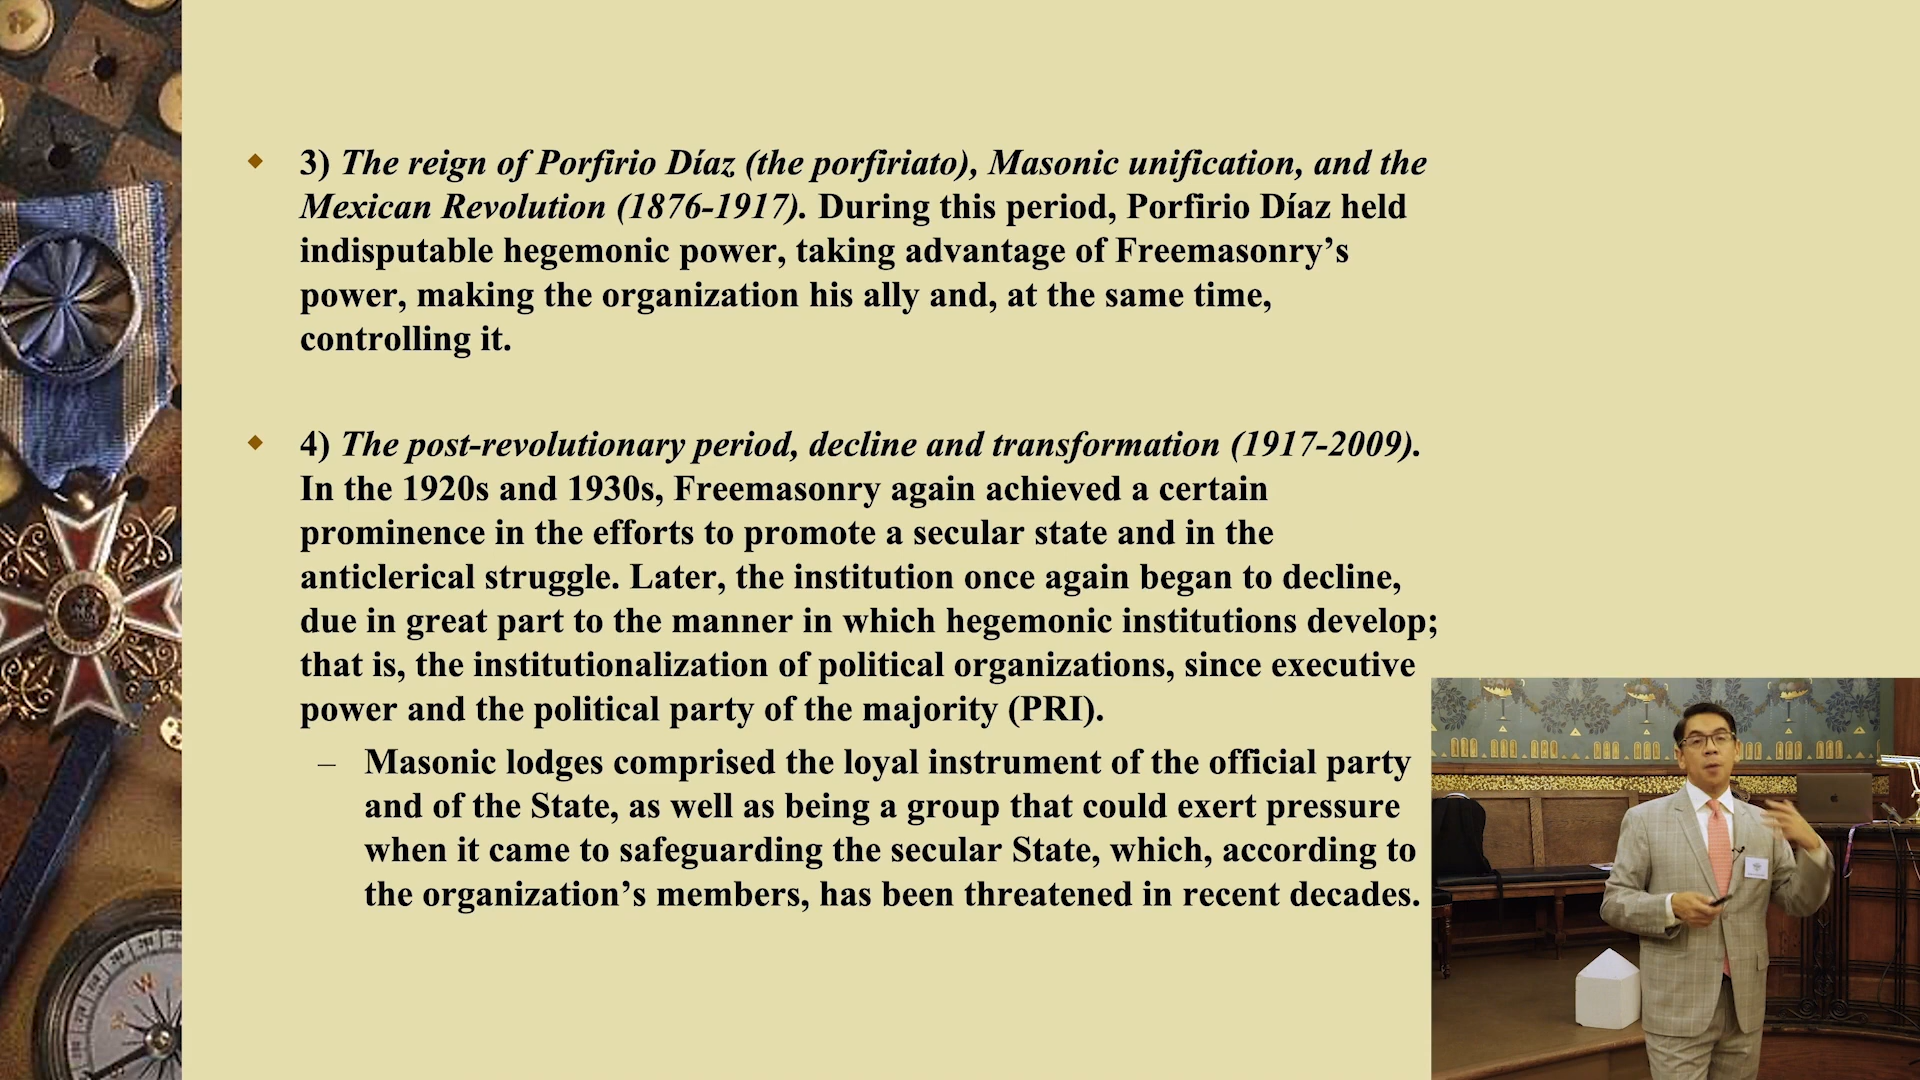 3) The reign of Porfirio Díaz (the porfiriato), Masonic unification, and the
Mexican Revolution (1876-1917). During this period, Porfirio Díaz held
indisputable hegemonic power, taking advantage of Freemasonry’s
power, making the organization his ally and, at the same time,
controlling it.
4) The post-revolutionary period, decline and transformation (1917-2009).
In the 1920s and 1930s, Freemasonry again achieved a certain
prominence in the efforts to promote a secular state and in the
anticlerical struggle. Later, the institution once again began to decline,
due in great part to the manner in which hegemonic institutions develop;
that is, the institutionalization of political organizations, since executive
power and the political party of the majority (PRI).
– Masonic lodges comprised the loyal instrument of the official party
and of the State, as well as being a group that could exert pressure
when it came to safeguarding the secular State, which, according to
the organization’s members, has been threatened in recent decades.